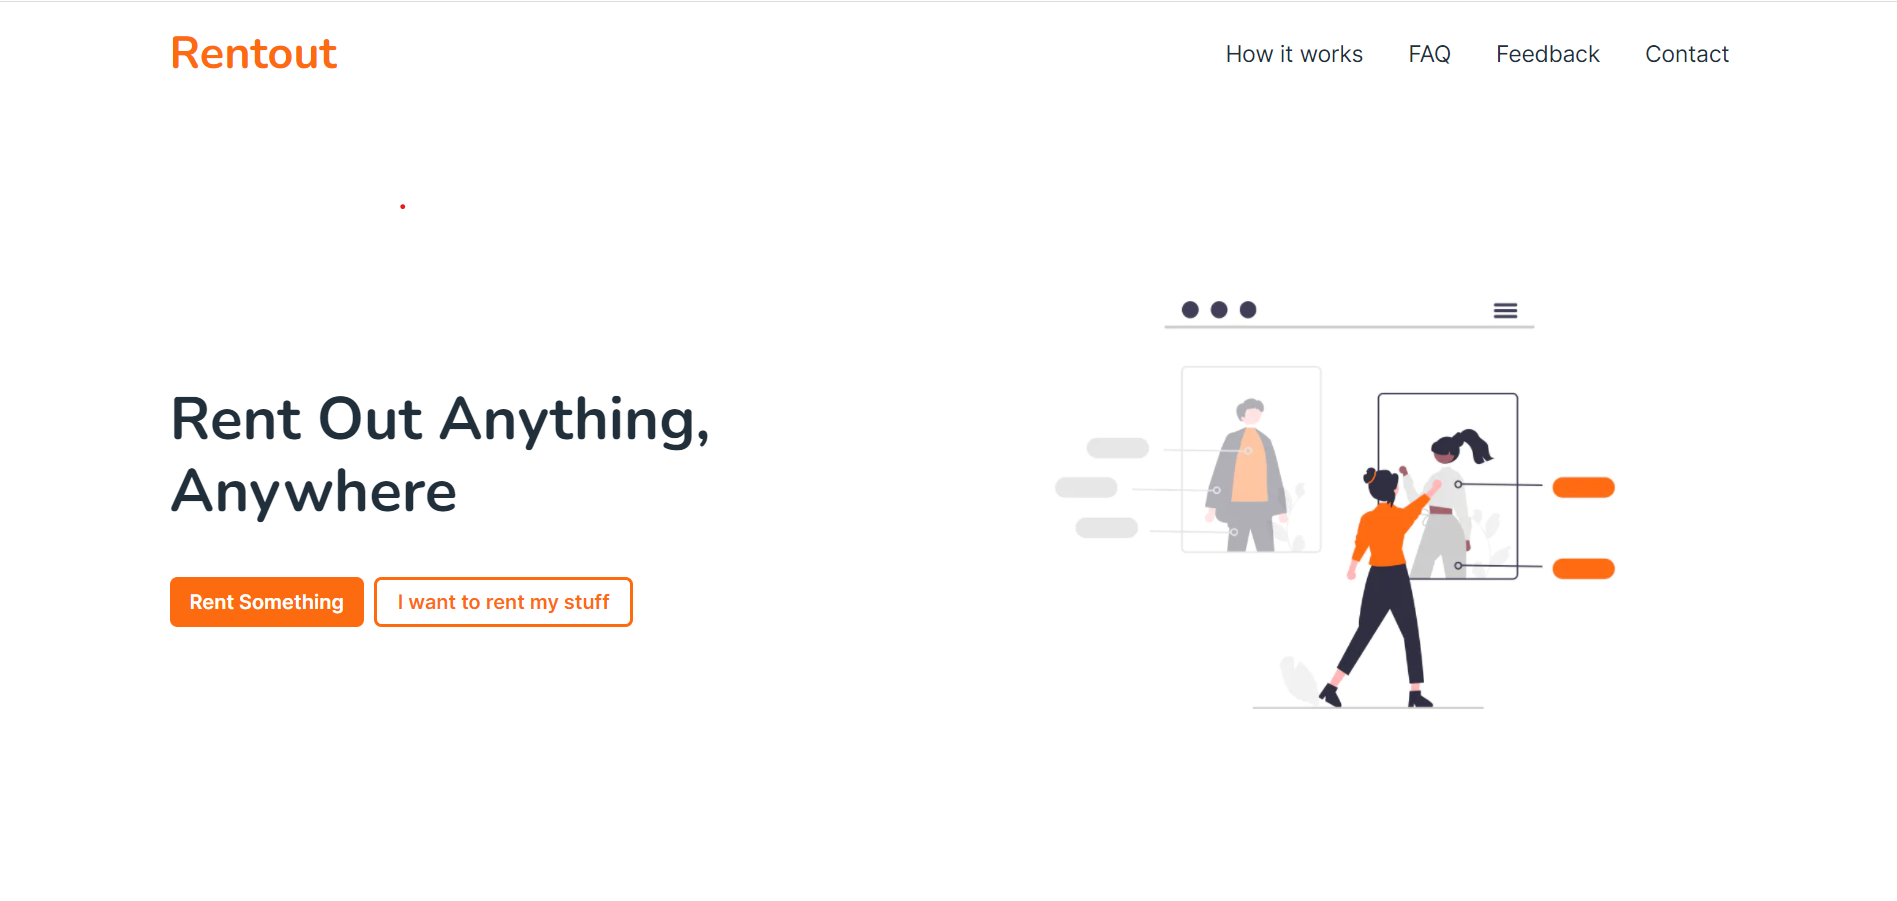 Rentout
How it works
FAQ
Feedback
Contact
Rent Out Anything,
Anywhere
Rent Something
I want to rent my stuff